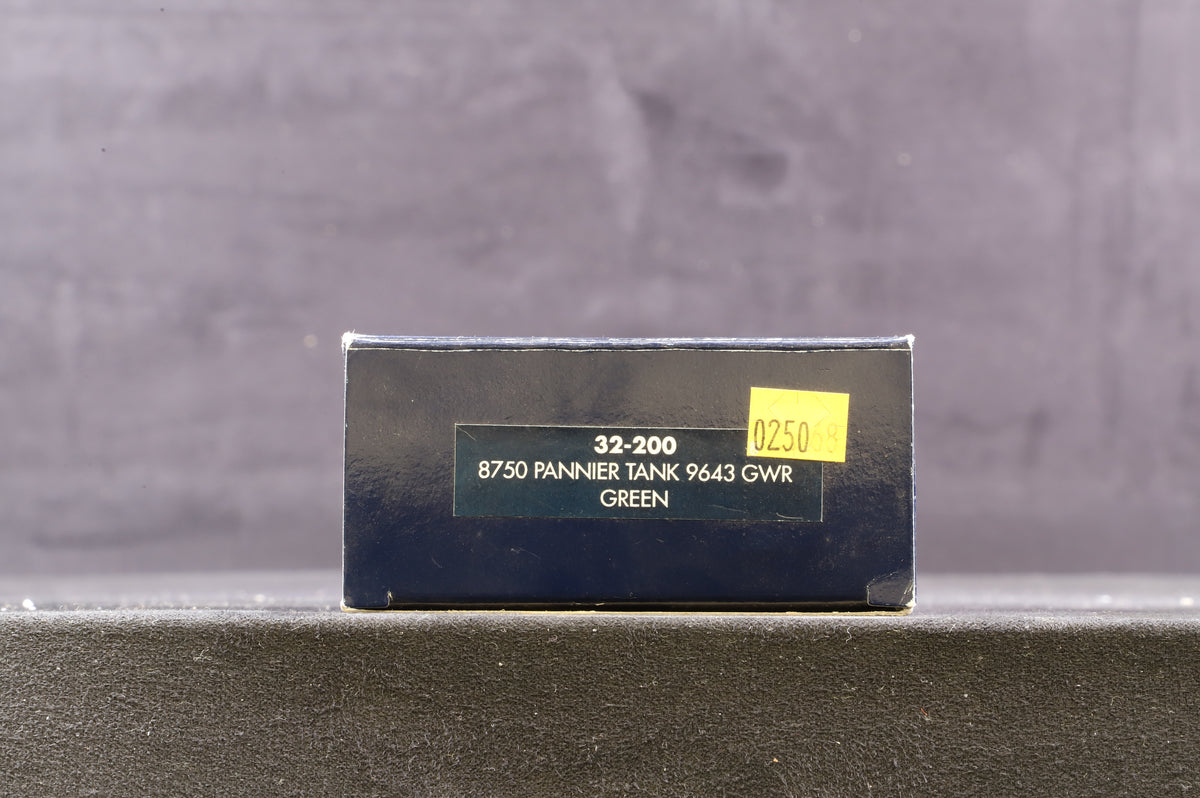 32-200
8750 PANNIER TANK 9643 GWR
GREEN
025068